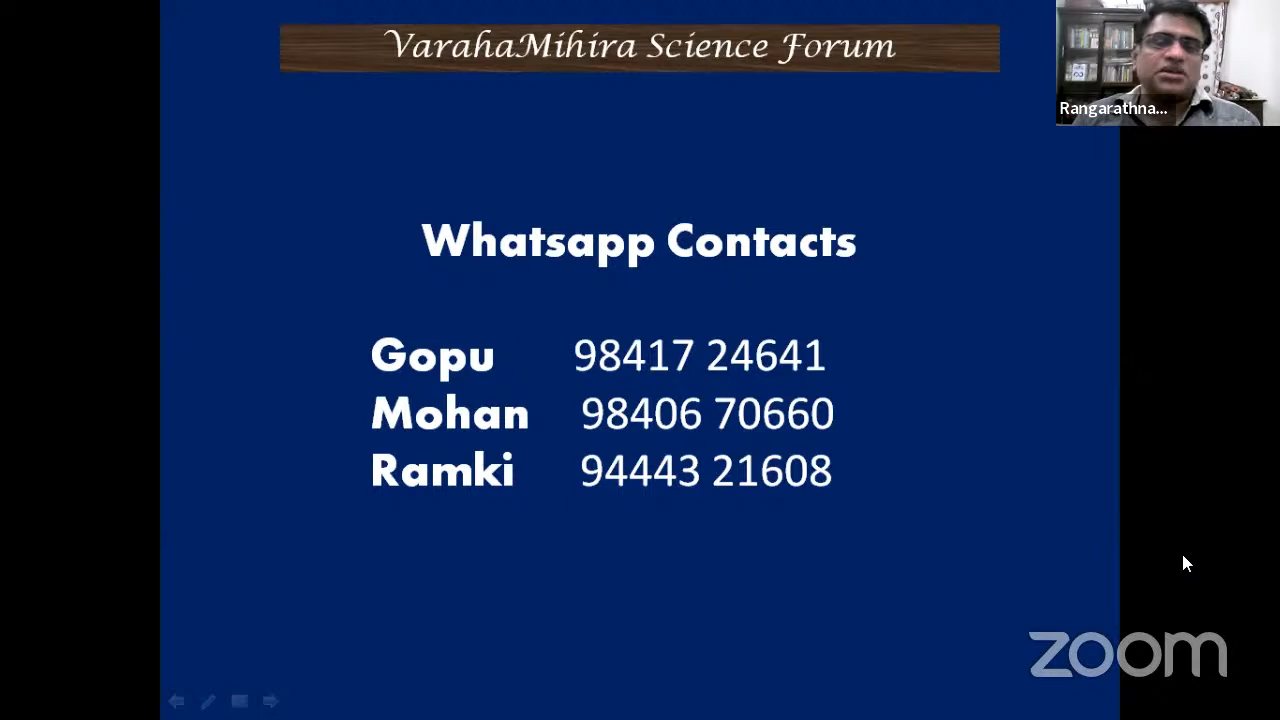 VarahaMihira Science Forum
Rangarathna...
Whatsapp Contacts
Gopu 98417 24641
Mohan 98406 70660
Ramki 94443 21608
zoom